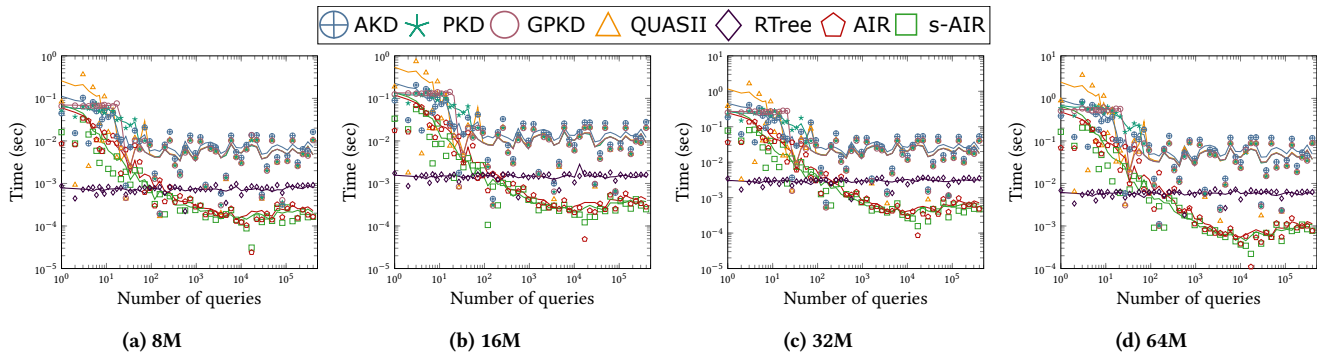 AKD PKD GPKD QUASII RTree AIR s-AIR
Time (sec)
10^0
10^-1
10^-2
10^-3
10^-4
10^-5
10^0 10^1 10^2 10^3 10^4 10^5
Number of queries
(a) 8M
Time (sec)
10^0
10^-1
10^-2
10^-3
10^-4
10^-5
10^0 10^1 10^2 10^3 10^4 10^5
Number of queries
(b) 16M
Time (sec)
10^1
10^0
10^-1
10^-2
10^-3
10^-4
10^-5
10^0 10^1 10^2 10^3 10^4 10^5
Number of queries
(c) 32M
Time (sec)
10^1
10^0
10^-1
10^-2
10^-3
10^-4
10^0 10^1 10^2 10^3 10^4 10^5
Number of queries
(d) 64M